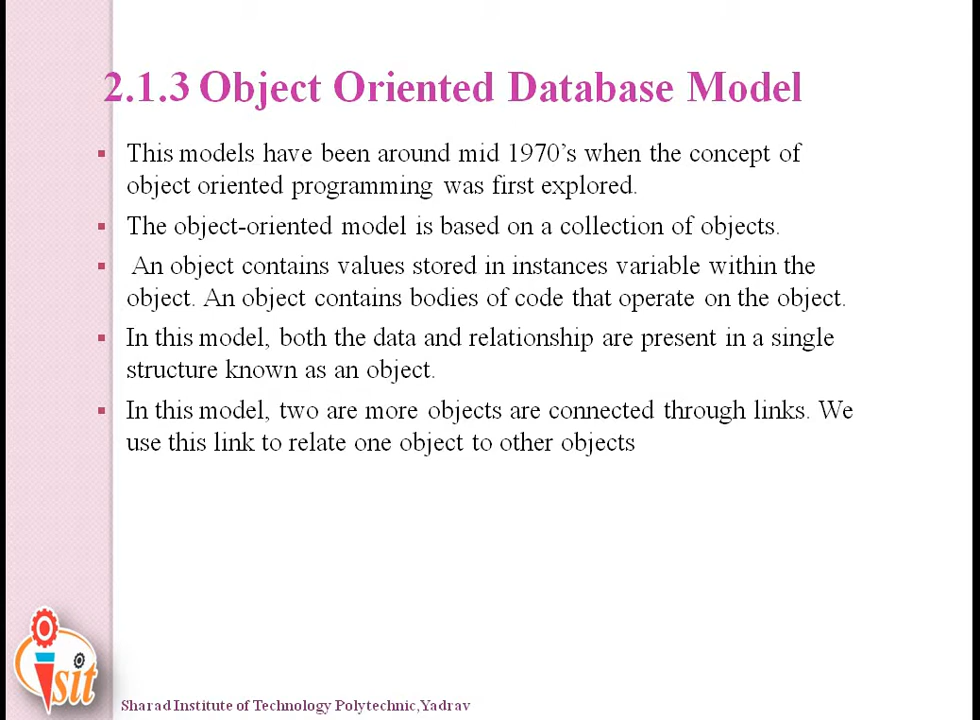 2.1.3 Object Oriented Database Model
▪ This models have been around mid 1970’s when the concept of
object oriented programming was first explored.
▪ The object-oriented model is based on a collection of objects.
▪ An object contains values stored in instances variable within the
object. An object contains bodies of code that operate on the object.
▪ In this model, both the data and relationship are present in a single
structure known as an object.
▪ In this model, two are more objects are connected through links. We
use this link to relate one object to other objects
sit
Sharad Institute of Technology Polytechnic,Yadrav